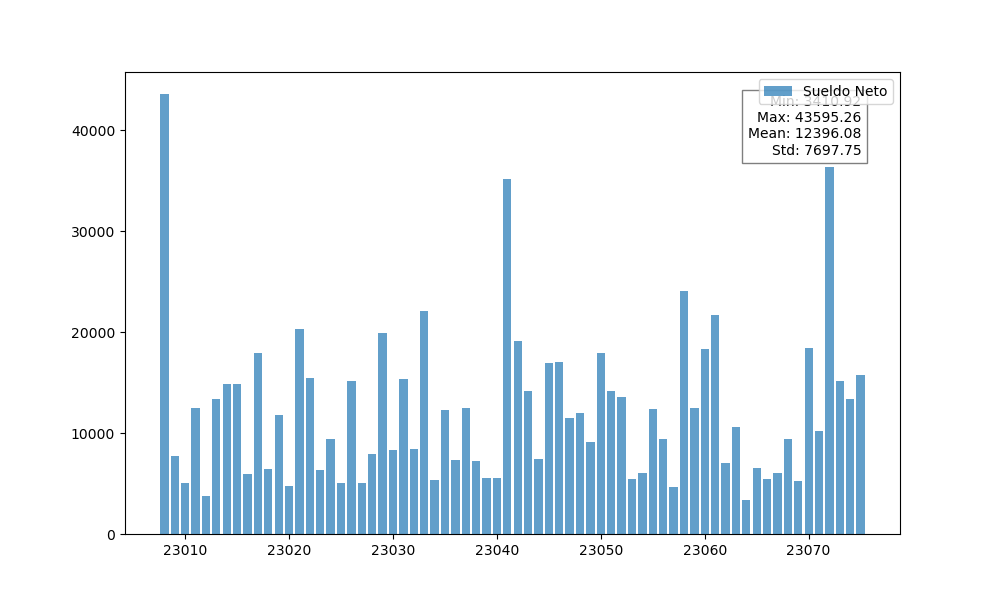 Sueldo Neto
Min: 3410.92
Max: 43595.26
Mean: 12396.08
Std: 7697.75
40000
30000
20000
10000
0
23010 23020 23030 23040 23050 23060 23070